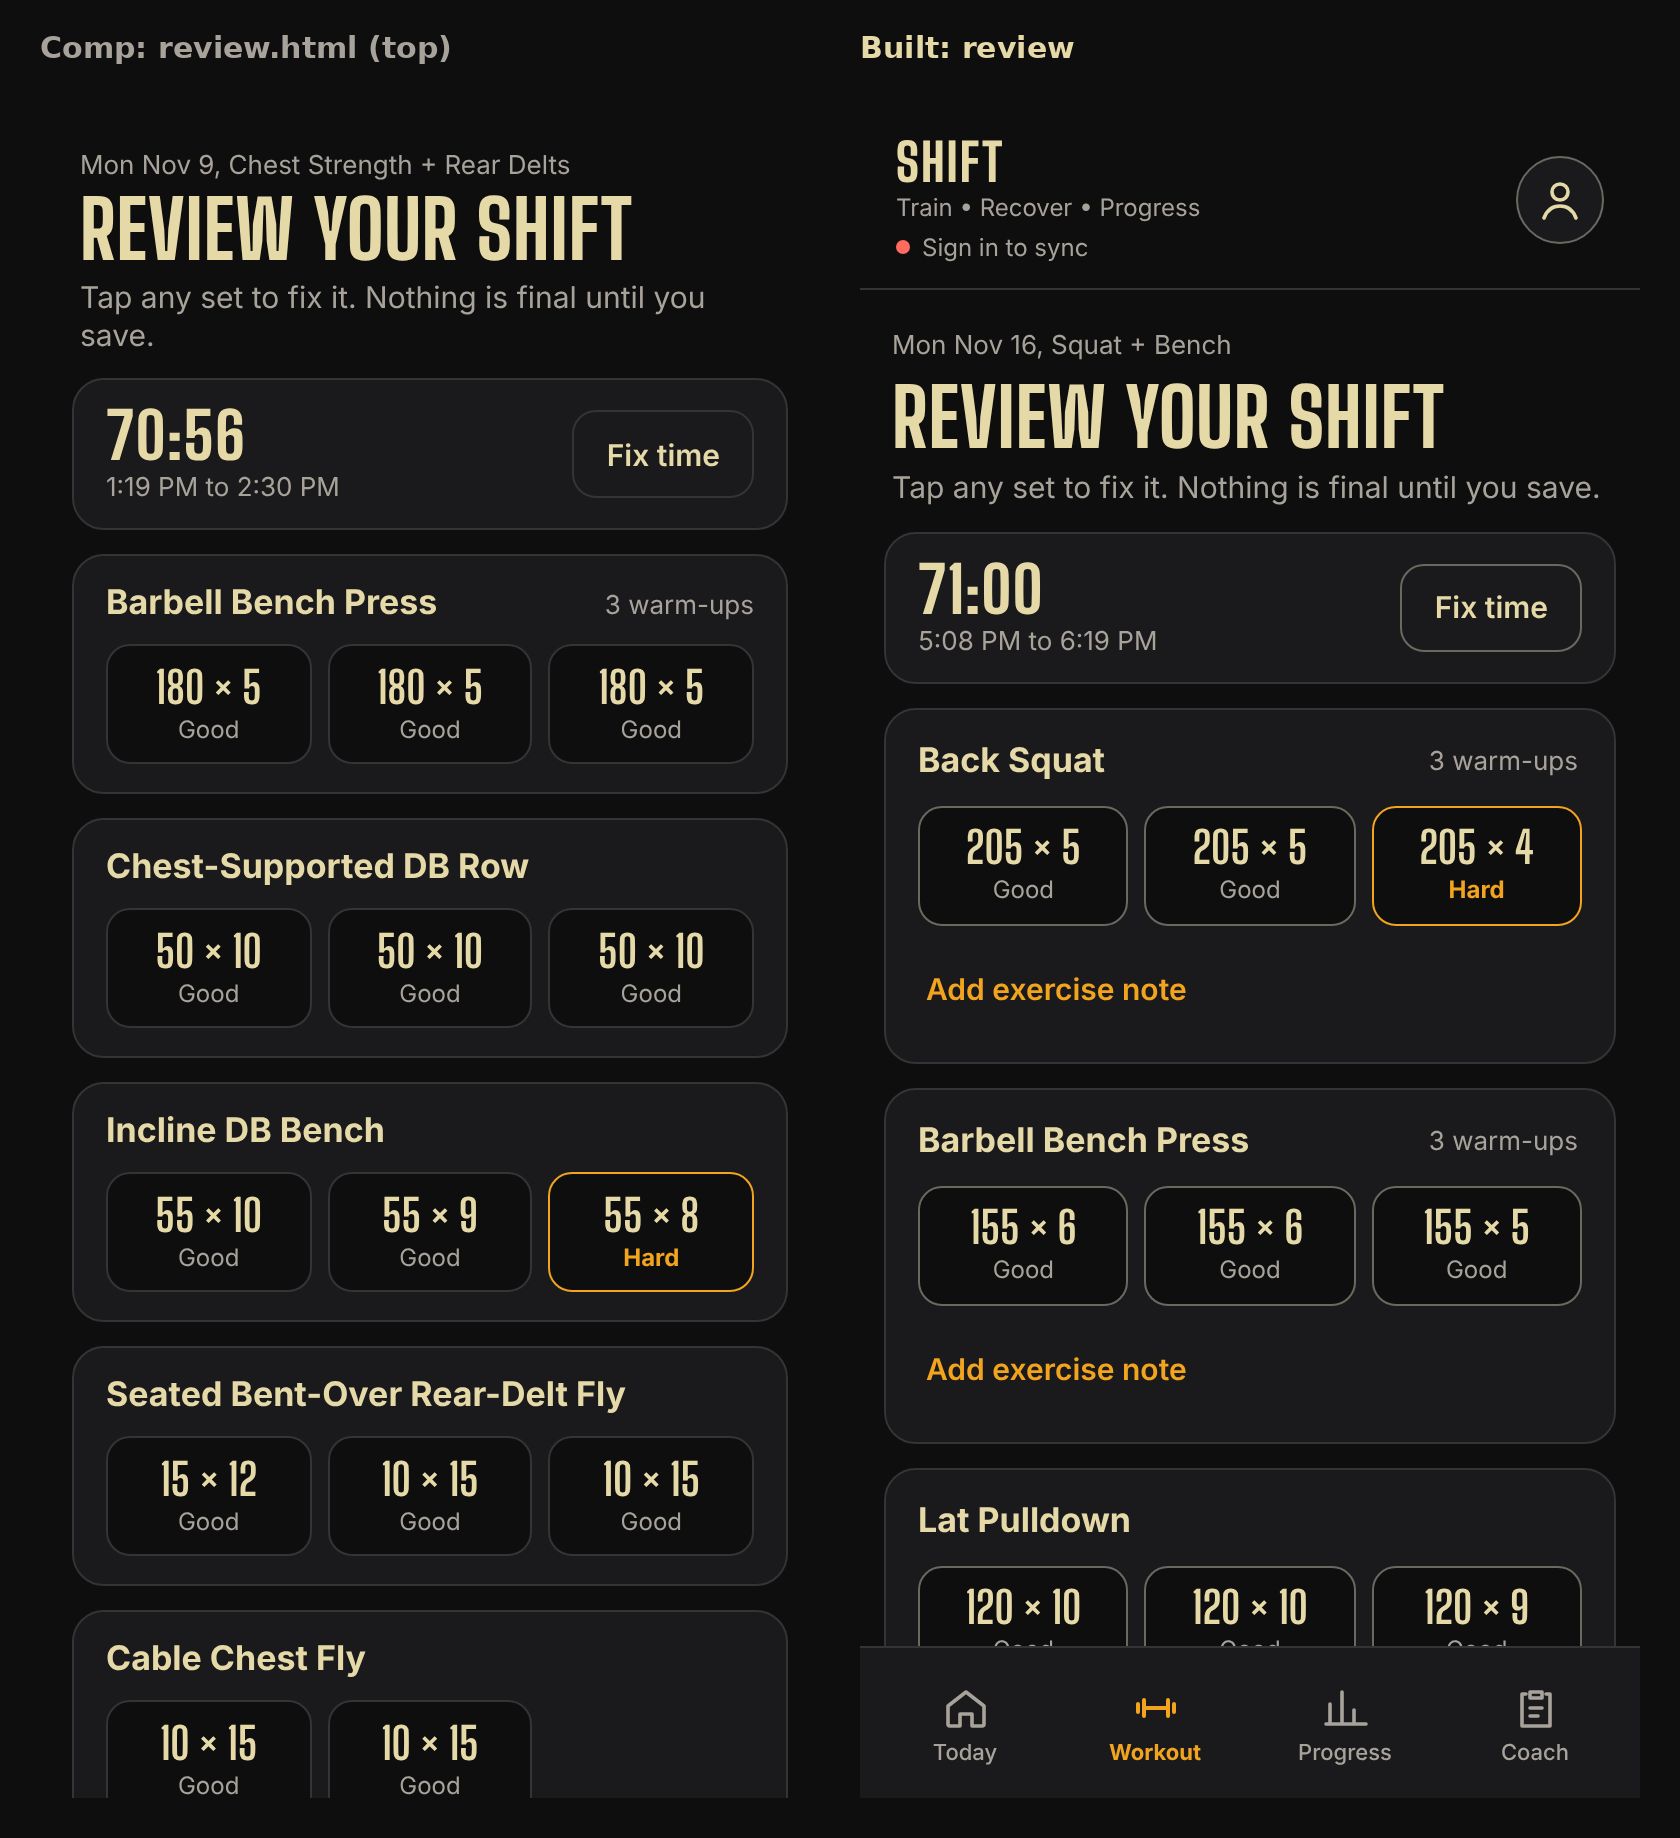 Comp: review.html (top)
Mon Nov 9, Chest Strength + Rear Delts
REVIEW YOUR SHIFT
Tap any set to fix it. Nothing is final until you
save.
70:56
1:19 PM to 2:30 PM
Fix time
Barbell Bench Press
3 warm-ups
180 × 5
180 × 5
180 × 5
Good
Good
Good
Chest-Supported DB Row
50 × 10
50 × 10
50 × 10
Good
Good
Good
Incline DB Bench
55 × 10
55 × 9
55 × 8
Good
Good
Hard
Seated Bent-Over Rear-Delt Fly
15 × 12
10 × 15
10 × 15
Good
Good
Good
Cable Chest Fly
10 × 15
10 × 15
Good
Good
Built: review
SHIFT
Train • Recover • Progress
Sign in to sync
Mon Nov 16, Squat + Bench
REVIEW YOUR SHIFT
Tap any set to fix it. Nothing is final until you save.
71:00
5:08 PM to 6:19 PM
Fix time
Back Squat
3 warm-ups
205 × 5
205 × 5
205 × 4
Good
Good
Hard
Add exercise note
Barbell Bench Press
3 warm-ups
155 × 6
155 × 6
155 × 5
Good
Good
Good
Add exercise note
Lat Pulldown
120 × 10
120 × 10
120 × 9
Today
Workout
Progress
Coach